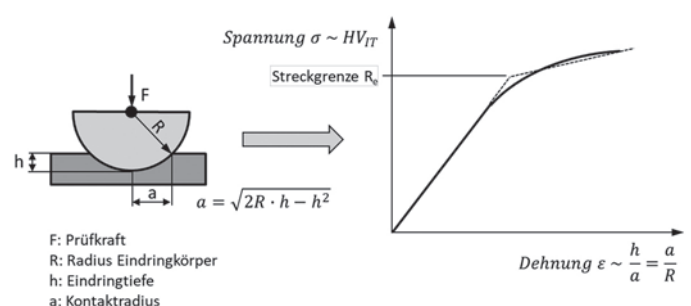 Spannung σ ~ HV_IT
Streckgrenze R_e
F
R
h
a
a = √(2R · h − h²)
F: Prüfkraft
R: Radius Eindringkörper
h: Eindringtiefe
a: Kontaktradius
Dehnung ε ~ h/a = a/R